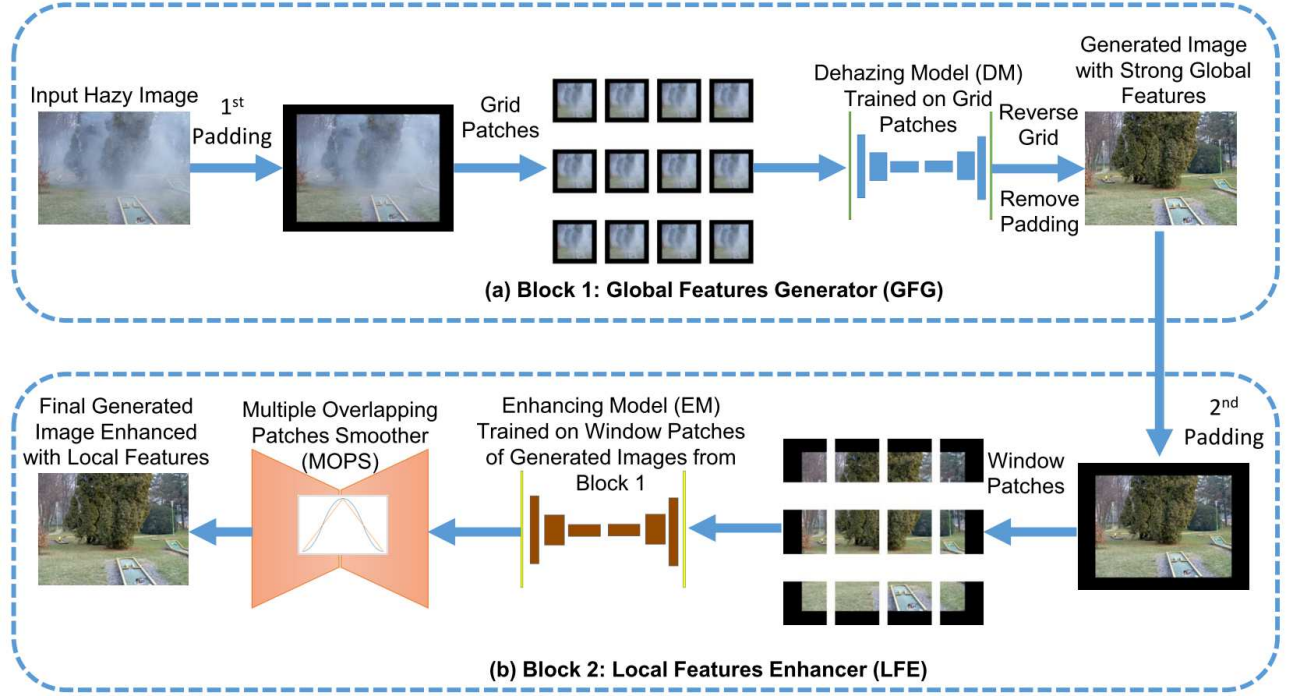 Input Hazy Image
1st
Padding
Grid
Patches
Dehazing Model (DM)
Trained on Grid
Patches
Reverse
Grid
Remove
Padding
Generated Image
with Strong Global
Features
(a) Block 1: Global Features Generator (GFG)
Final Generated
Image Enhanced
with Local Features
Multiple Overlapping
Patches Smoother
(MOPS)
Enhancing Model (EM)
Trained on Window Patches
of Generated Images from
Block 1
Window
Patches
2nd
Padding
(b) Block 2: Local Features Enhancer (LFE)